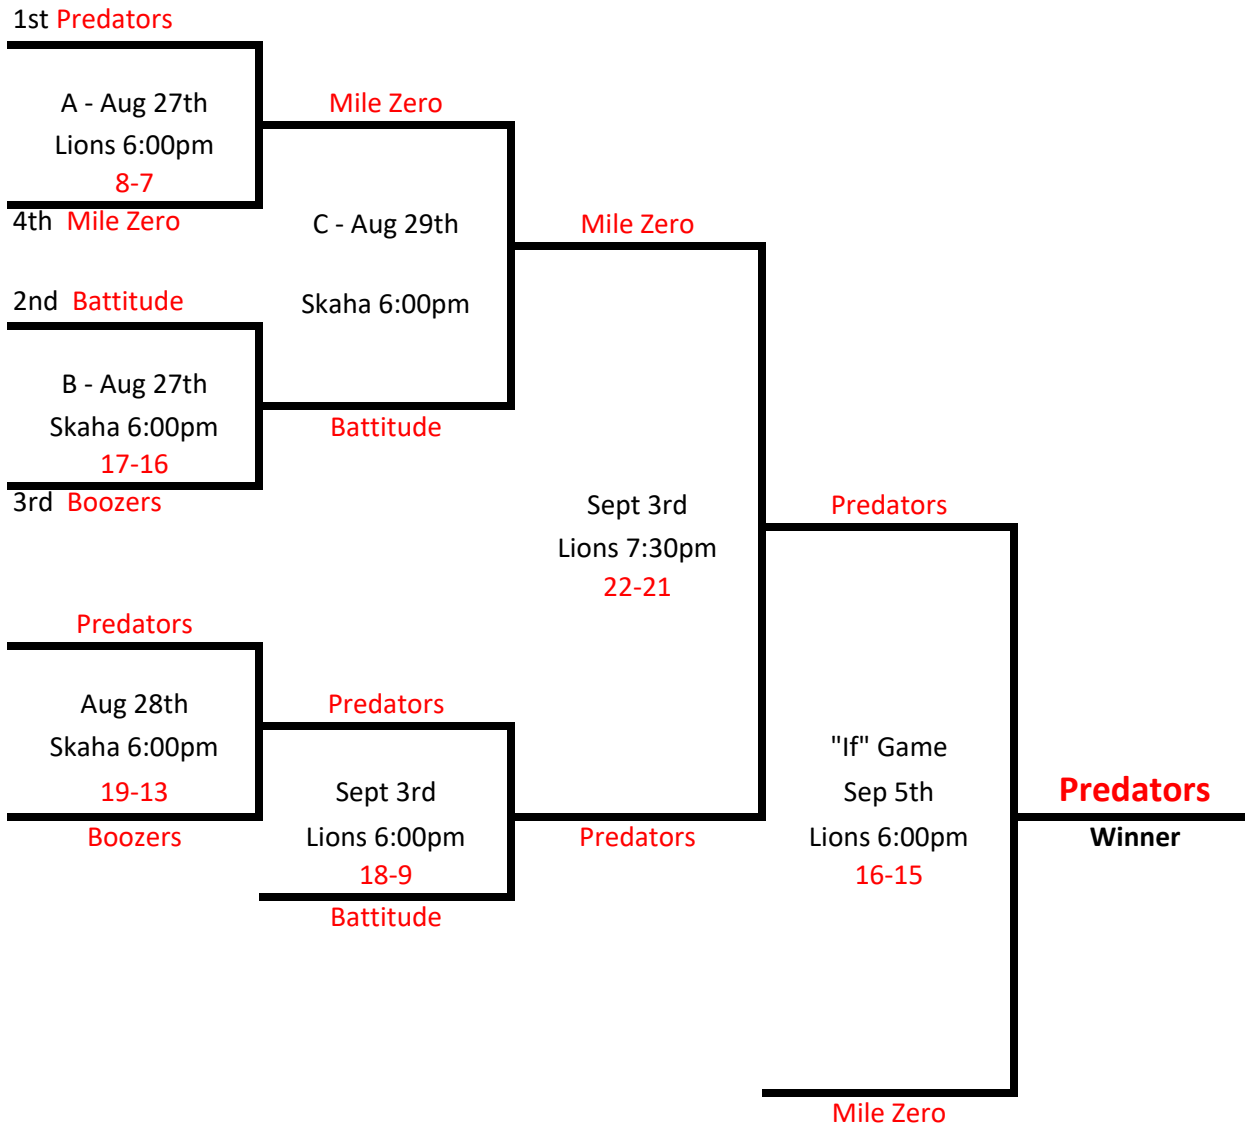 1st Predators
A - Aug 27th
Lions 6:00pm
8-7
4th Mile Zero
Mile Zero
C - Aug 29th
Skaha 6:00pm
2nd Battitude
B - Aug 27th
Skaha 6:00pm
17-16
3rd Boozers
Battitude
Mile Zero
Sept 3rd
Lions 7:30pm
22-21
Predators
Predators
Aug 28th
Skaha 6:00pm
19-13
Boozers
Predators
Sept 3rd
Lions 6:00pm
18-9
Battitude
Predators
"If" Game
Sep 5th
Lions 6:00pm
16-15
Predators
Winner
Mile Zero